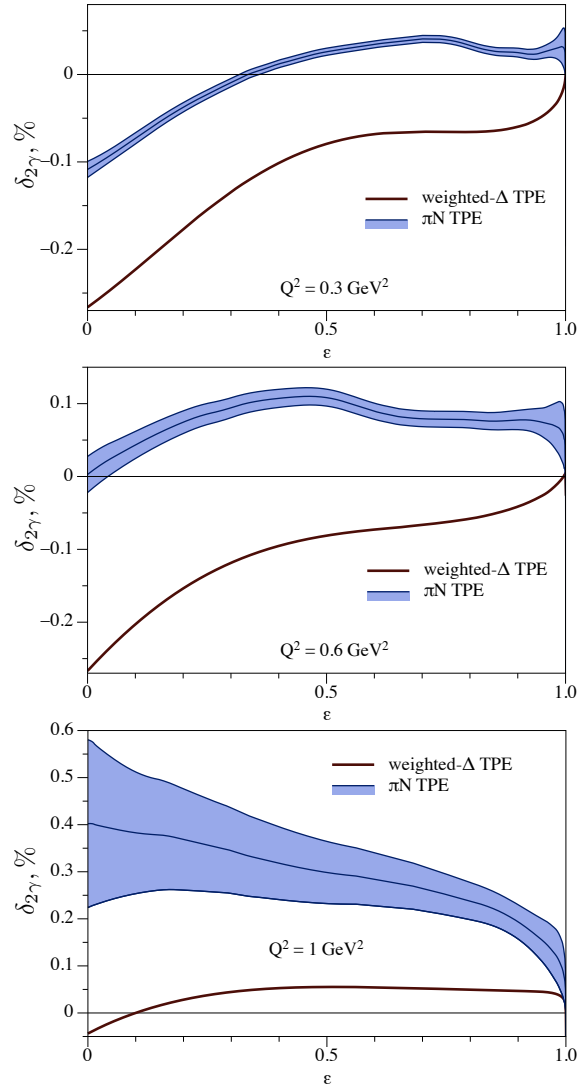 0
−0.1
−0.2
δ2γ, %
weighted-Δ TPE
πN TPE
Q² = 0.3 GeV²
0 0.5 1.0
ε
0.1
0
−0.1
−0.2
δ2γ, %
weighted-Δ TPE
πN TPE
Q² = 0.6 GeV²
0 0.5 1.0
ε
0.6
0.5
0.4
0.3
0.2
0.1
0
δ2γ, %
weighted-Δ TPE
πN TPE
Q² = 1 GeV²
0 0.5 1.0
ε